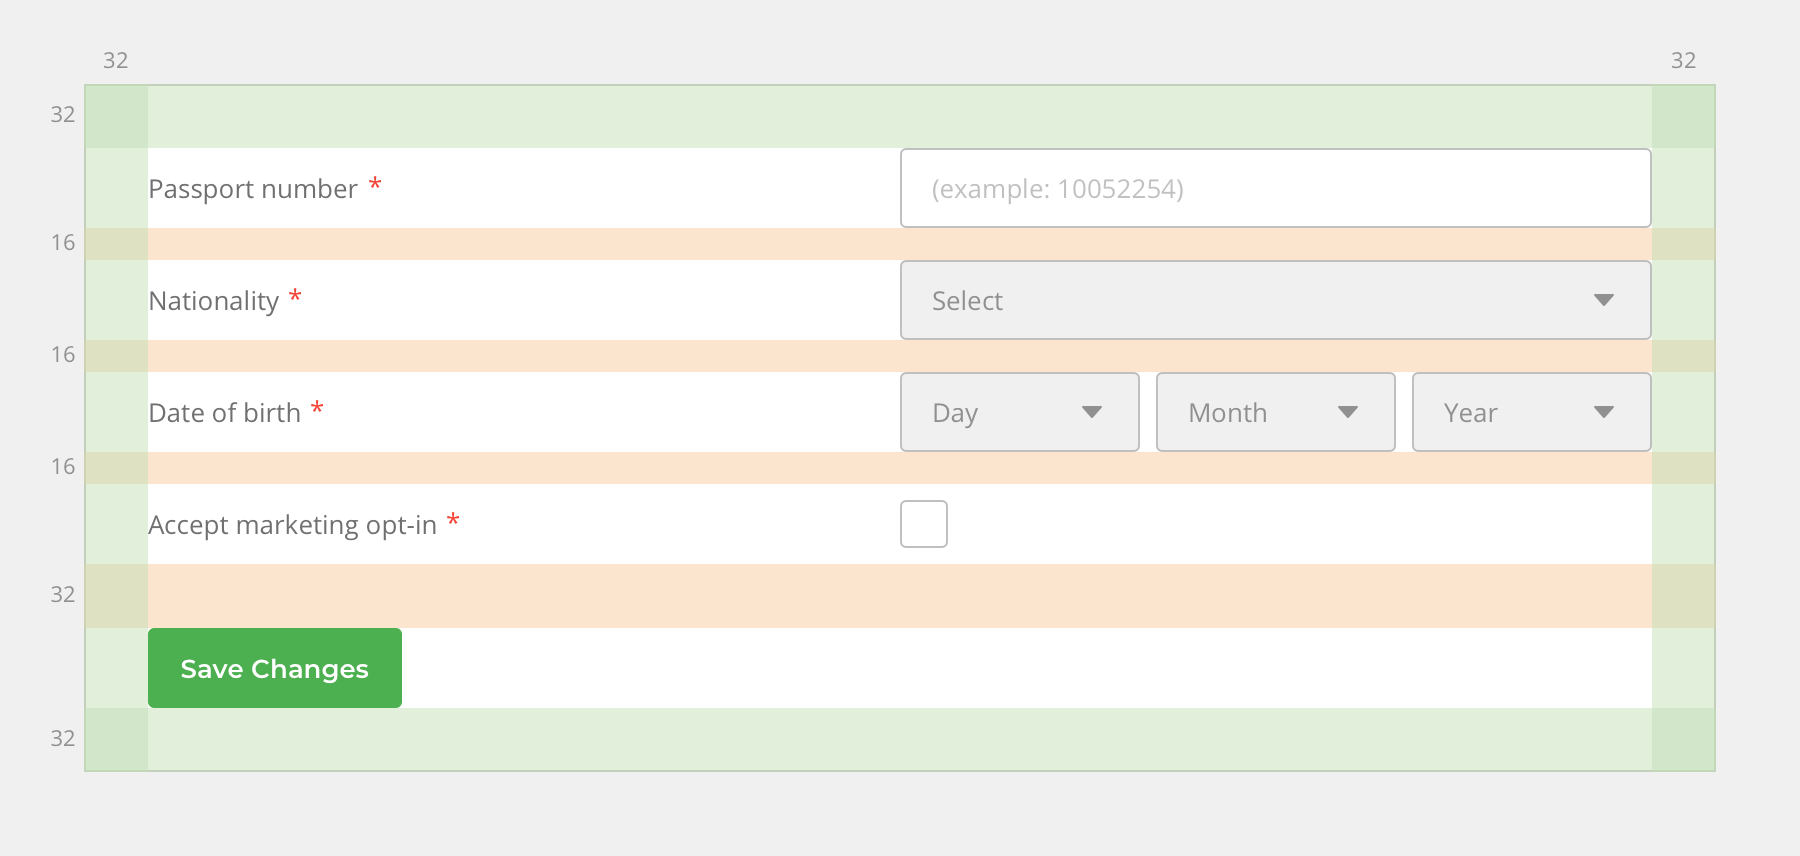 32 32
32
Passport number * (example: 10052254)
16
Nationality * Select
16
Date of birth * Day Month Year
16
Accept marketing opt-in *
32
Save Changes
32